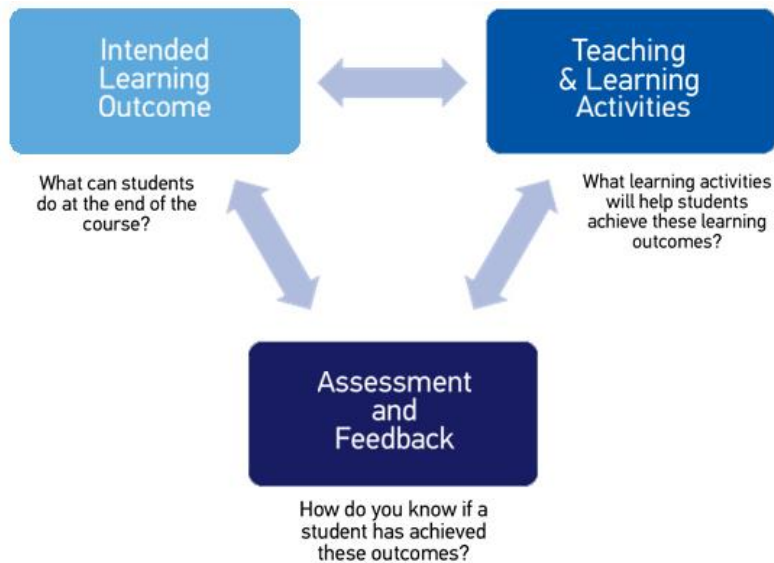 Intended
Learning
Outcome
Teaching
& Learning
Activities
What can students
do at the end of the
course?
What learning activities
will help students
achieve these learning
outcomes?
Assessment
and
Feedback
How do you know if a
student has achieved
these outcomes?